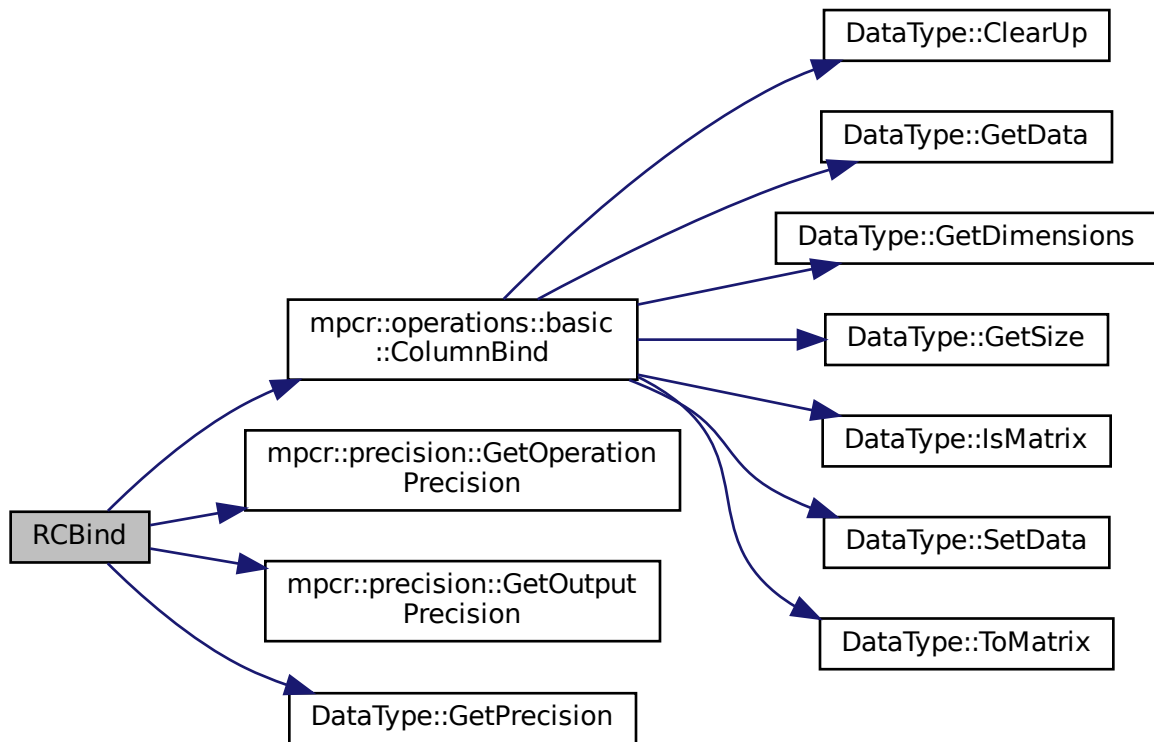 RCBind
mpcr::operations::basic
::ColumnBind
mpcr::precision::GetOperation
Precision
mpcr::precision::GetOutput
Precision
DataType::GetPrecision
DataType::ClearUp
DataType::GetData
DataType::GetDimensions
DataType::GetSize
DataType::IsMatrix
DataType::SetData
DataType::ToMatrix